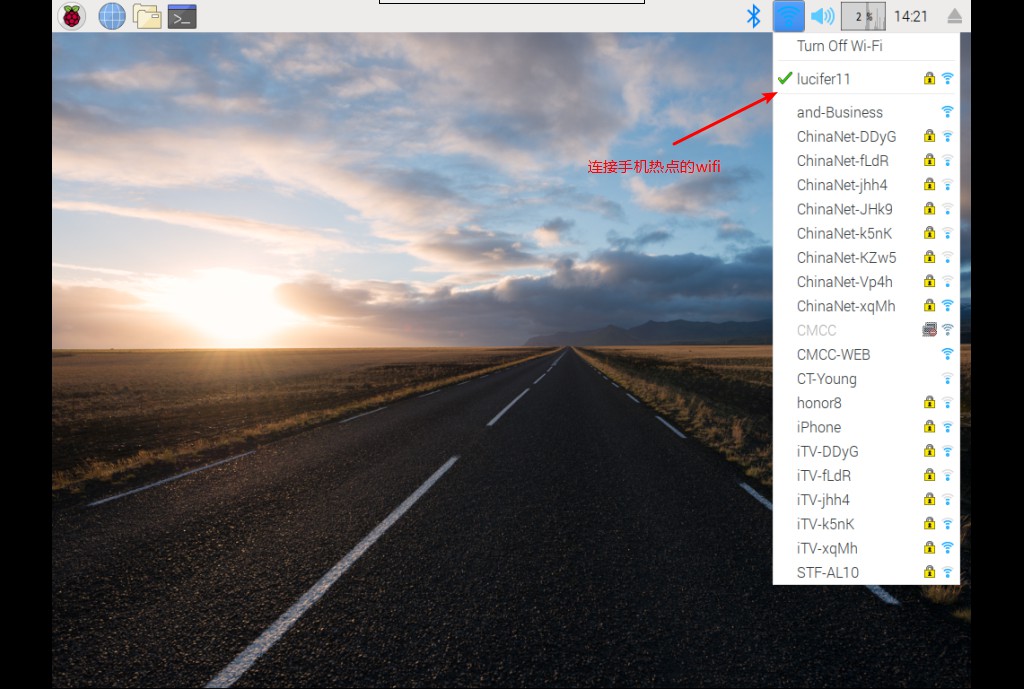 2 %
14:21
Turn Off Wi-Fi
lucifer11
连接手机热点的wifi
and-Business
ChinaNet-DDyG
ChinaNet-fLdR
ChinaNet-jhh4
ChinaNet-JHk9
ChinaNet-k5nK
ChinaNet-KZw5
ChinaNet-Vp4h
ChinaNet-xqMh
CMCC
CMCC-WEB
CT-Young
honor8
iPhone
iTV-DDyG
iTV-fLdR
iTV-jhh4
iTV-k5nK
iTV-xqMh
STF-AL10